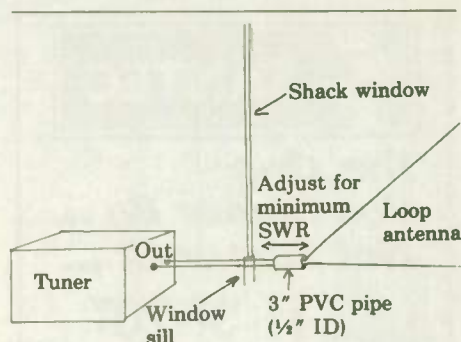 Shack window
Adjust for
minimum
SWR
Loop
antenna
Out
Tuner
Window
sill
3" PVC pipe
(½" ID)